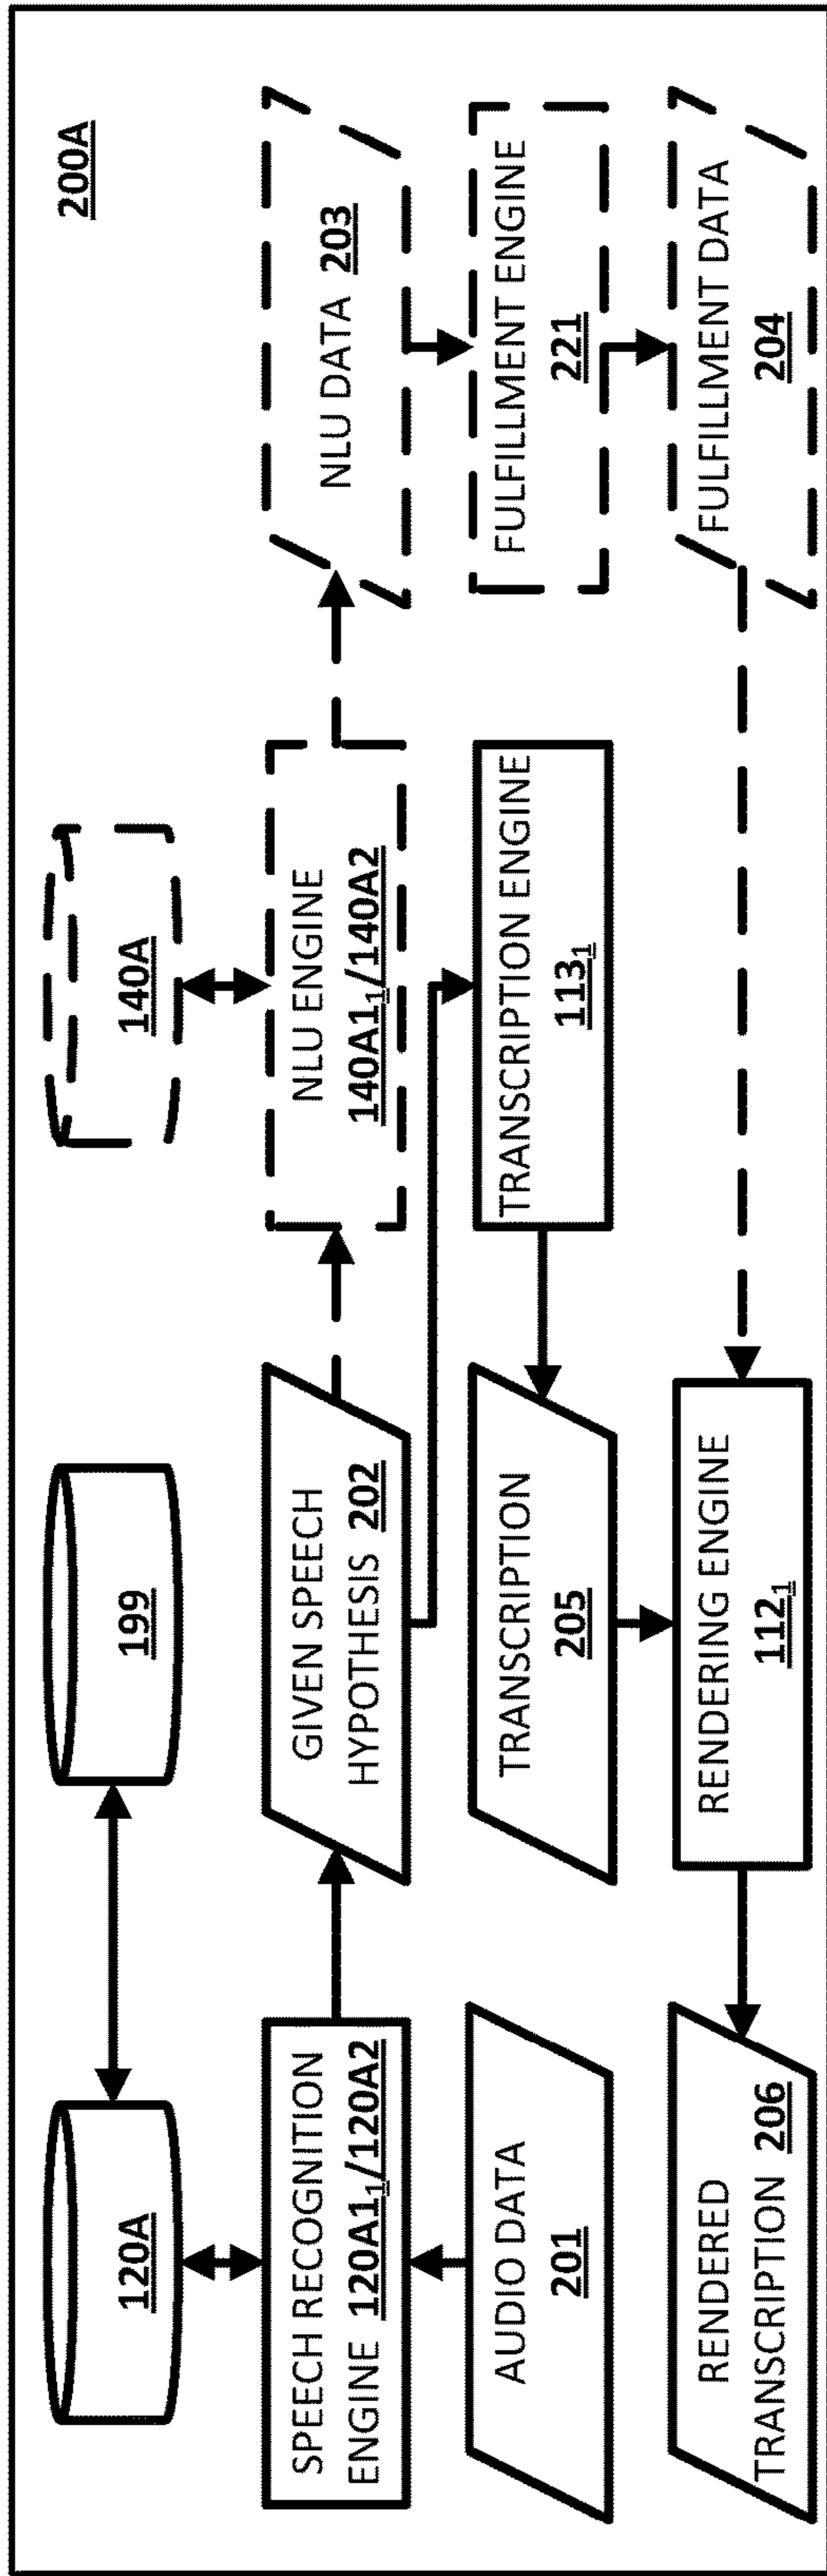 200A
120A
199
140A
SPEECH RECOGNITION
ENGINE 120A1₁/120A2
GIVEN SPEECH
HYPOTHESIS 202
NLU ENGINE
140A1₁/140A2
NLU DATA 203
AUDIO DATA
201
TRANSCRIPTION
205
TRANSCRIPTION ENGINE
113₁
FULFILLMENT ENGINE
221
RENDERED
TRANSCRIPTION 206
RENDERING ENGINE
112₁
FULFILLMENT DATA
204